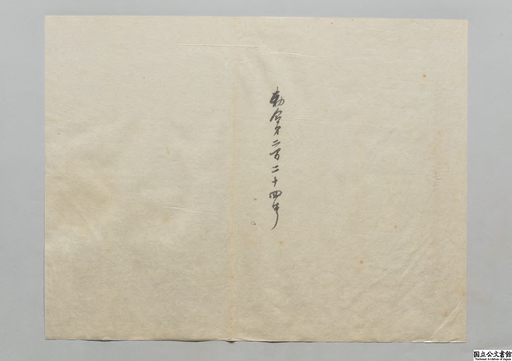 勅令第二百二十四号
国立公文書館
National Archives of Japan